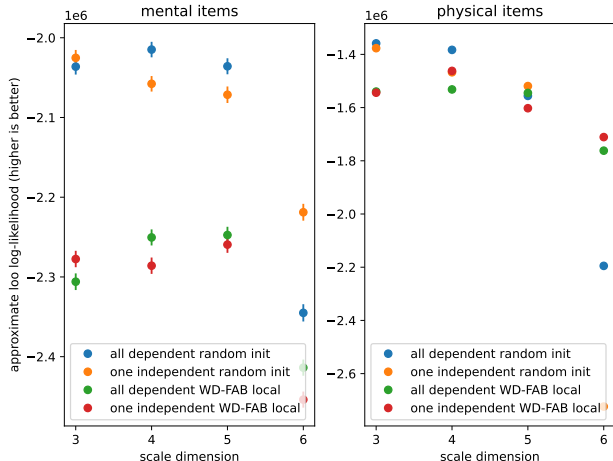 mental items
physical items
1e6
1e6
approximate loo log-likelihood (higher is better)
−2.0
−2.1
−2.2
−2.3
−2.4
all dependent random init
one independent random init
all dependent WD-FAB local
one independent WD-FAB local
3 4 5 6
scale dimension
−1.4
−1.6
−1.8
−2.0
−2.2
−2.4
−2.6
all dependent random init
one independent random init
all dependent WD-FAB local
one independent WD-FAB local
3 4 5 6
scale dimension